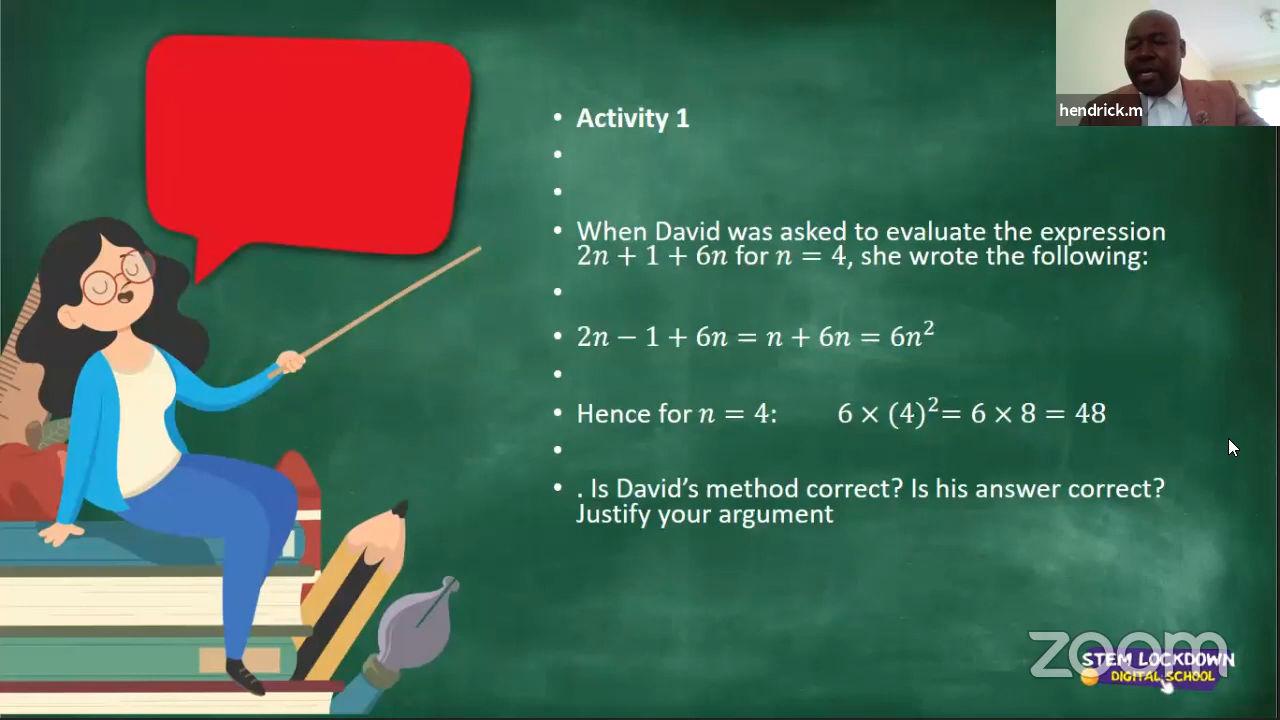 hendrick.m
• Activity 1
•
•
• When David was asked to evaluate the expression
2n + 1 + 6n for n = 4, she wrote the following:
•
• 2n − 1 + 6n = n + 6n = 6n²
•
• Hence for n = 4: 6 × (4)²= 6 × 8 = 48
•
• . Is David’s method correct? Is his answer correct?
Justify your argument
zoom
STEM LOCKDOWN
DIGITAL SCHOOL